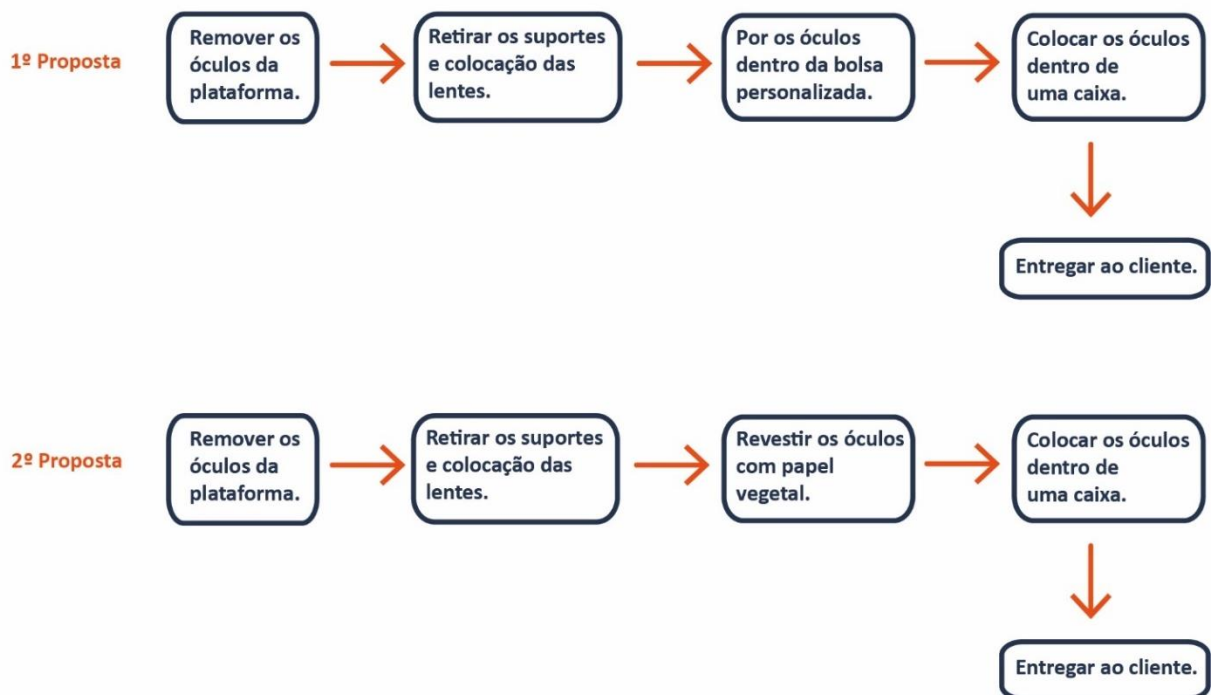 1º Proposta
Remover os
óculos da
plataforma.
Retirar os suportes
e colocação das
lentes.
Por os óculos
dentro da bolsa
personalizada.
Colocar os óculos
dentro de
uma caixa.
Entregar ao cliente.
2º Proposta
Remover os
óculos da
plataforma.
Retirar os suportes
e colocação das
lentes.
Revestir os óculos
com papel
vegetal.
Colocar os óculos
dentro de
uma caixa.
Entregar ao cliente.